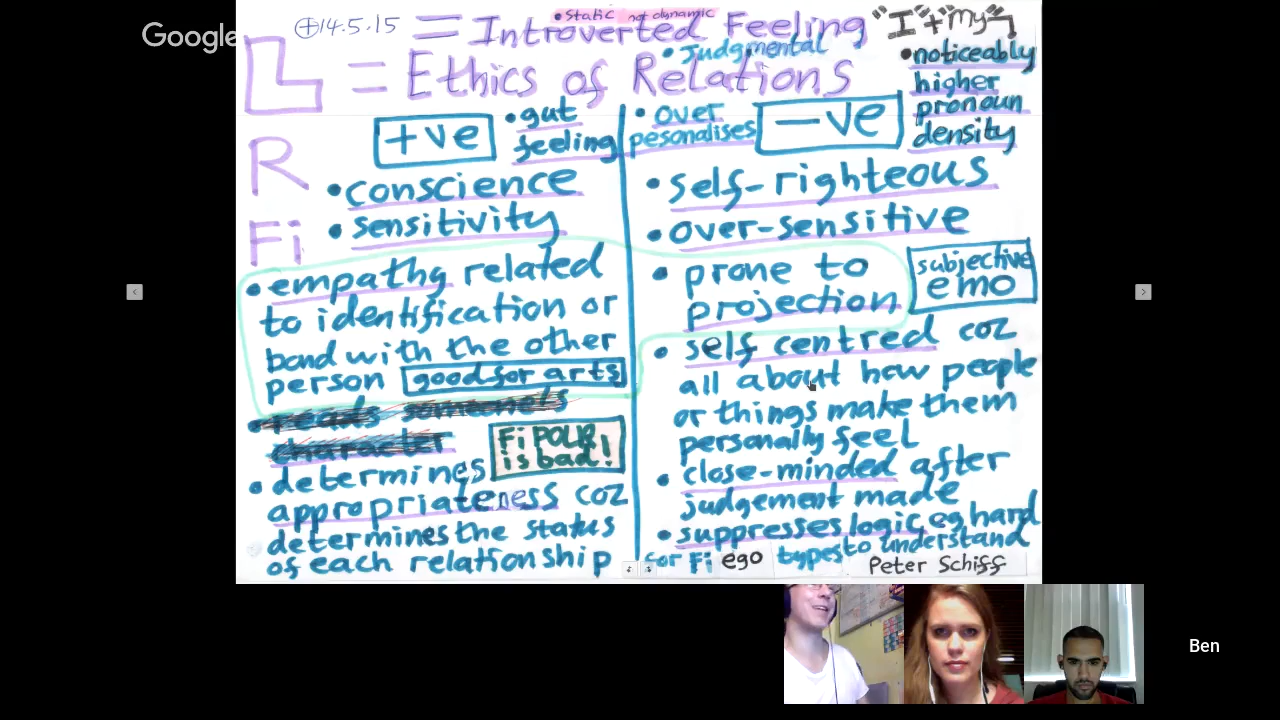 Google
⊕14.5.15
• Static not dynamic
= Introverted Feeling "I"+"my"
• Judgmental
L = Ethics of Relations
R
Fi
• noticeably
higher
pronoun
density
+ve
• gut
feeling
• conscience
• sensitivity
• empathy related
to identification or
bond with the other
person good for arts
• reads someone's
character
Fi POLR
is bad!
• determines
appropriateness coz
determines the status
of each relationship
• over
pesonalises
-ve
• self-righteous
• over-sensitive
• prone to
projection
subjective
emo
• self centred coz
all about how people
or things make them
personally feel
• close-minded after
judgement made
• suppresses logic, eg hard
for Fi ego types to understand
Peter Schiff
Ben